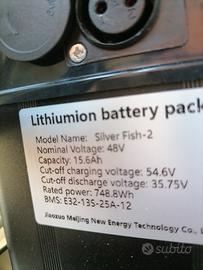 Lithiumion battery pack
Model Name: Silver Fish-2
Nominal Voltage: 48V
Capacity: 15.6Ah
Cut-off charging voltage: 54.6V
Cut-off discharge voltage: 35.75V
Rated power: 748.8Wh
BMS: E32-13S-25A-12
Jiaozuo Meijing New Energy Technology Co.,
subito